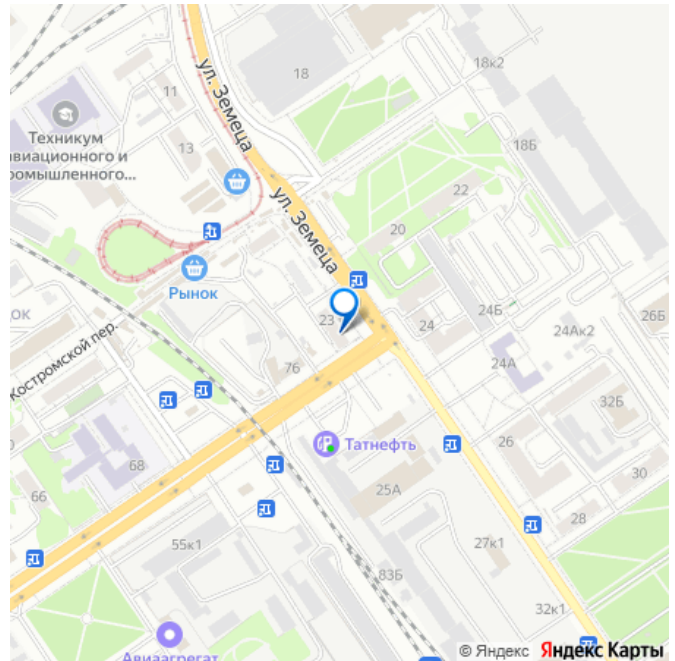 18к2
18
11
ул. Земеца
Техникум
авиационного и
ромышленного...
13
18Б
22
ул. Земеца
20
Рынок
23
24
24Б
24Ак2
26Б
ОК
Костромской пер.
76
24А
32Б
Татнефть
26
68
25А
30
66
28
55к1
27к1
83Б
32к1
Авиаагрегат
© Яндекс Яндекс Карты